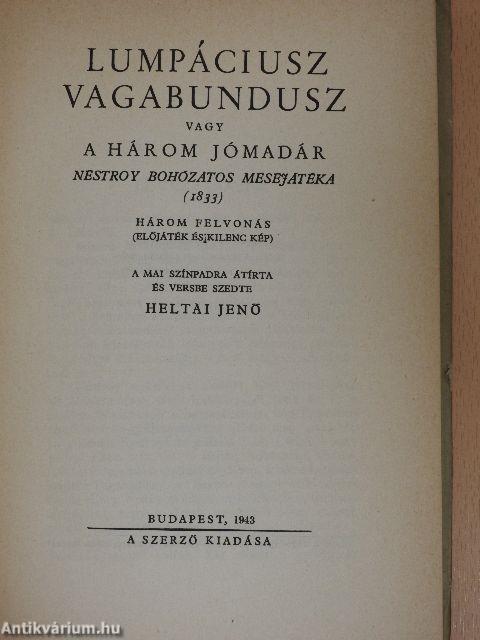 LUMPÁCIUSZ
VAGABUNDUSZ
VAGY
A HÁROM JÓMADÁR
NESTROY BOHÓZATOS MESEJÁTÉKA
(1833)
HÁROM FELVONÁS
(ELŐJÁTÉK ÉS KILENC KÉP)
A MAI SZÍNPADRA ÁTÍRTA
ÉS VERSBE SZEDTE
HELTAI JENŐ
BUDAPEST, 1943
A SZERZŐ KIADÁSA
Antikvárium.hu